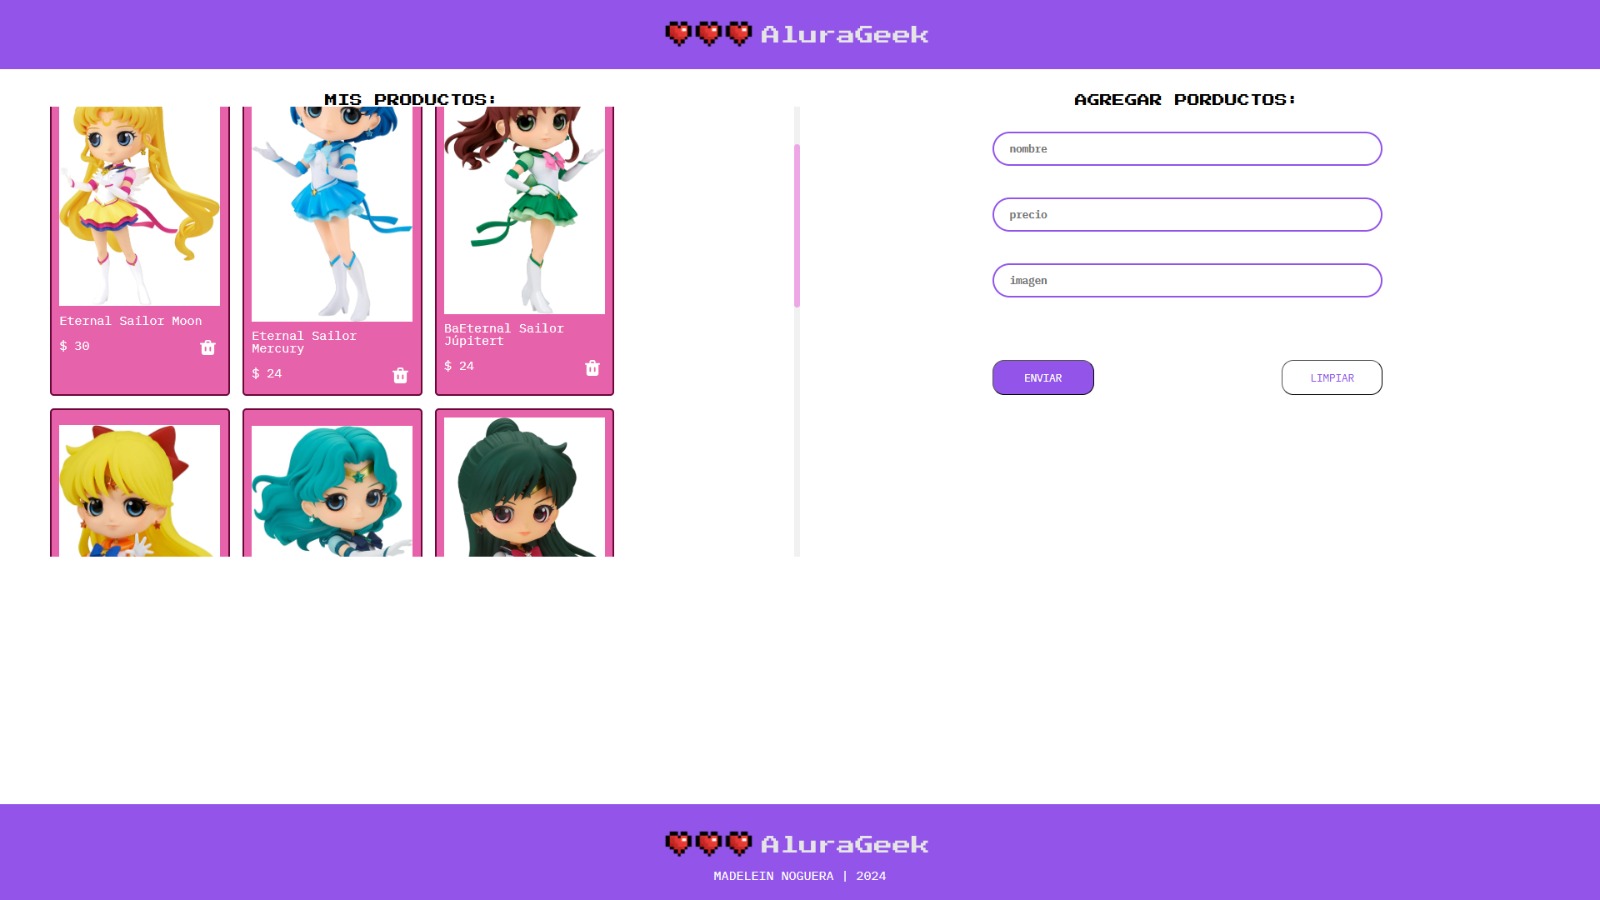 AluraGeek
MIS PRODUCTOS:
Eternal Sailor Moon
$ 30
Eternal Sailor
Mercury
$ 24
BaEternal Sailor
Júpitert
$ 24
AGREGAR PORDUCTOS:
nombre
precio
imagen
ENVIAR
LIMPIAR
AluraGeek
MADELEIN NOGUERA | 2024